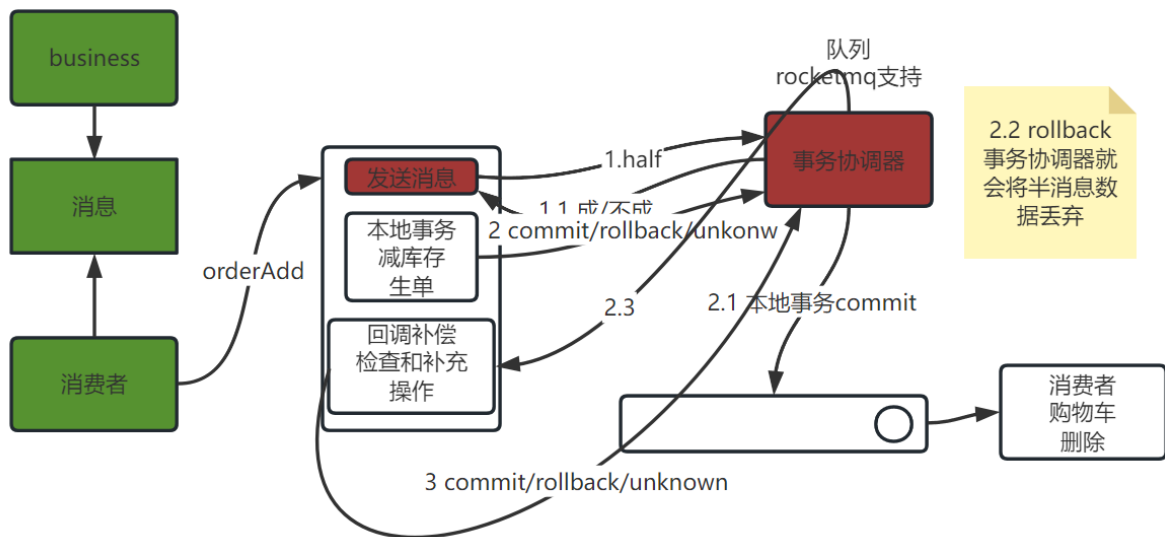 business
消息
消费者
orderAdd
发送消息
本地事务
减库存
生单
回调补偿
检查和补充
操作
1.half
1.1 成/不成
2 commit/rollback/unkonw
2.3
队列
rocketmq支持
事务协调器
2.1 本地事务commit
3 commit/rollback/unknown
2.2 rollback
事务协调器就
会将半消息数
据丢弃
消费者
购物车
删除